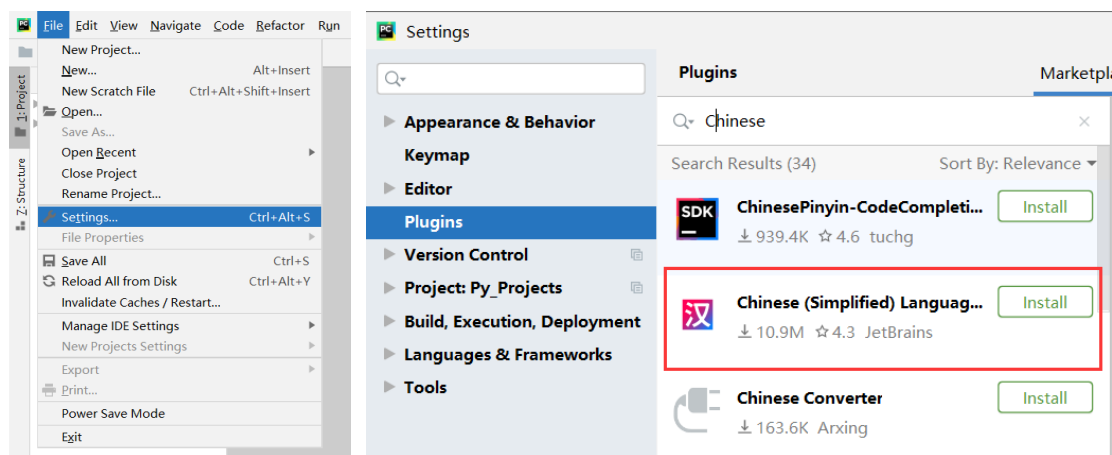 File Edit View Navigate Code Refactor Run
New Project...
New... Alt+Insert
New Scratch File Ctrl+Alt+Shift+Insert
Open...
Save As...
Open Recent
Close Project
Rename Project...
Settings... Ctrl+Alt+S
File Properties
Save All Ctrl+S
Reload All from Disk Ctrl+Alt+Y
Invalidate Caches / Restart...
Manage IDE Settings
New Projects Settings
Export
Print...
Power Save Mode
Exit
1: Project
Z: Structure
PC
Settings
Appearance & Behavior
Keymap
Editor
Plugins
Version Control
Project: Py_Projects
Build, Execution, Deployment
Languages & Frameworks
Tools
Plugins Marketpla
Chinese
Search Results (34) Sort By: Relevance
SDK
ChinesePinyin-CodeCompleti... Install
939.4K 4.6 tuchg
汉
Chinese (Simplified) Languag... Install
10.9M 4.3 JetBrains
Chinese Converter Install
163.6K Arxing